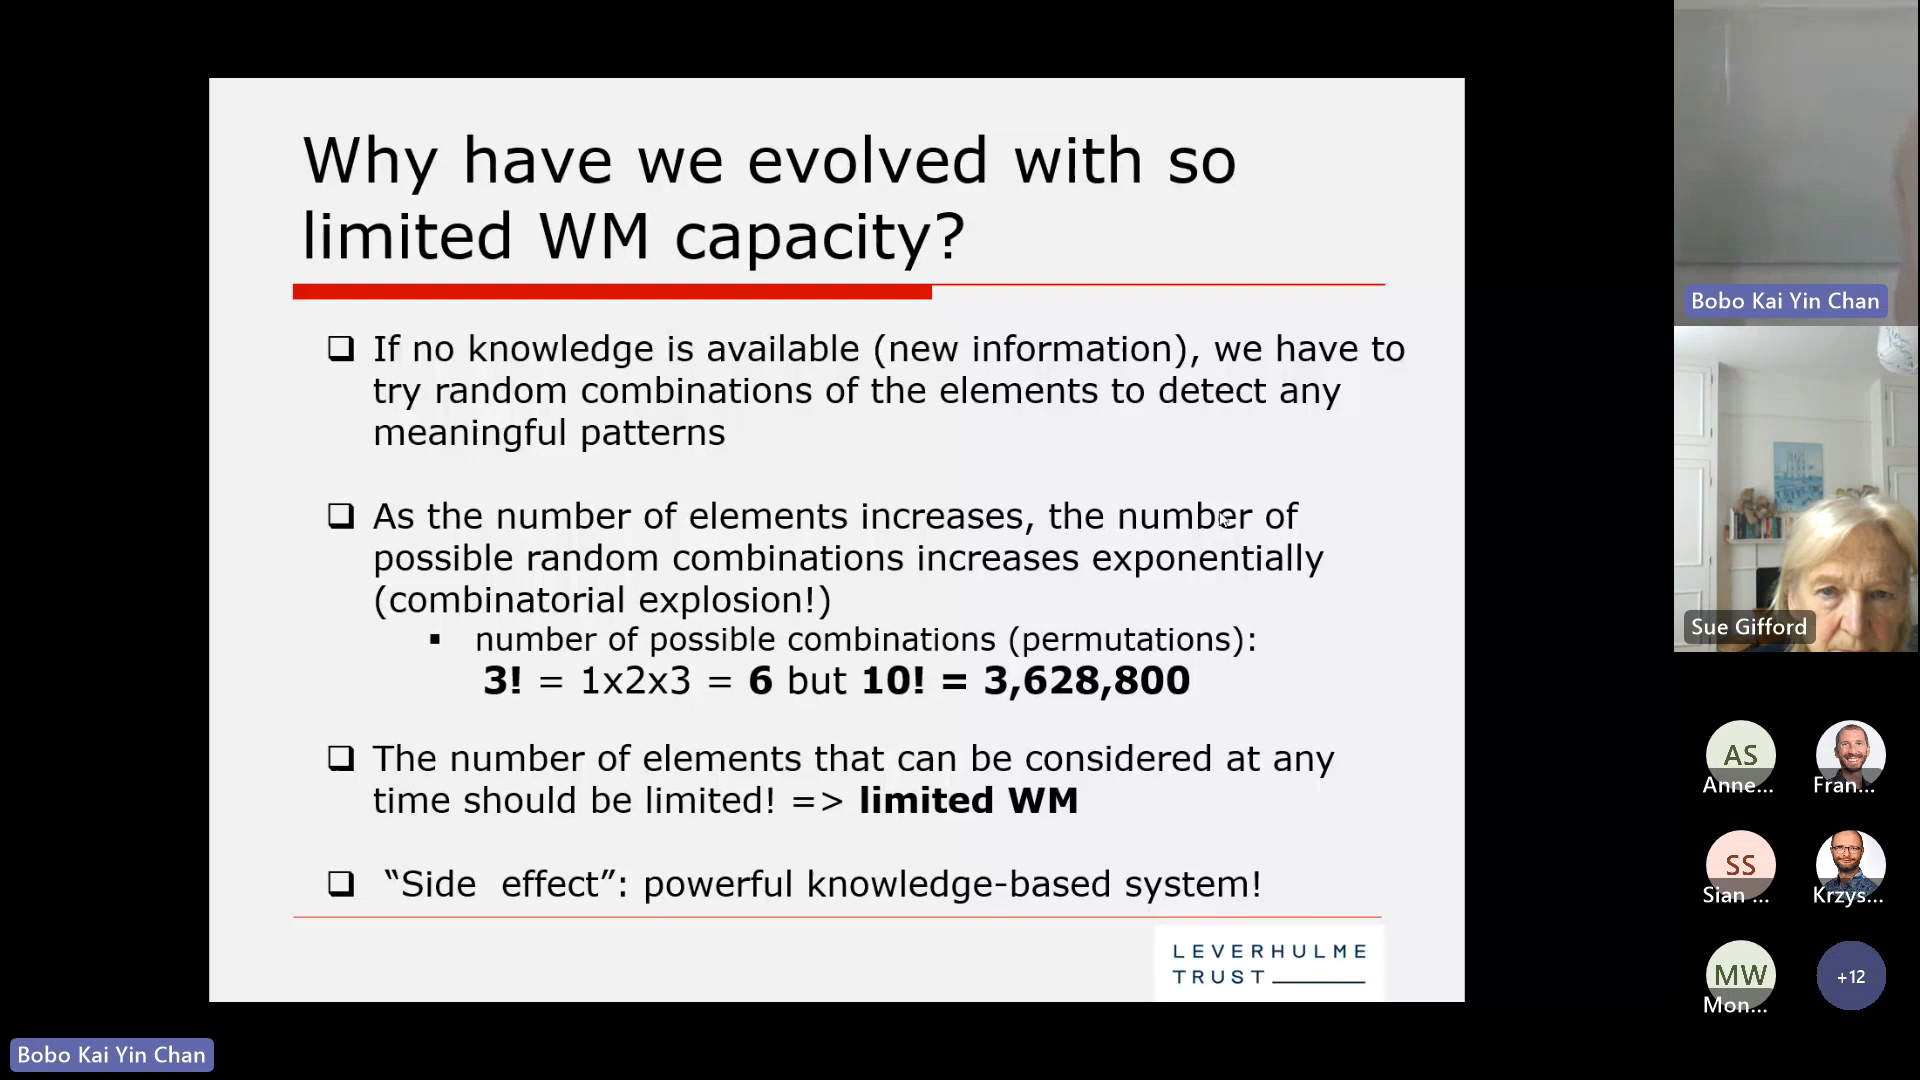 Why have we evolved with so
limited WM capacity?
❑ If no knowledge is available (new information), we have to
try random combinations of the elements to detect any
meaningful patterns
❑ As the number of elements increases, the number of
possible random combinations increases exponentially
(combinatorial explosion!)
▪ number of possible combinations (permutations):
3! = 1x2x3 = 6 but 10! = 3,628,800
❑ The number of elements that can be considered at any
time should be limited! => limited WM
❑ “Side effect”: powerful knowledge-based system!
LEVERHULME
TRUST
Bobo Kai Yin Chan
Bobo Kai Yin Chan
Sue Gifford
AS
Anne...
Fran...
SS
Sian ...
Krzys...
MW
Mon...
+12